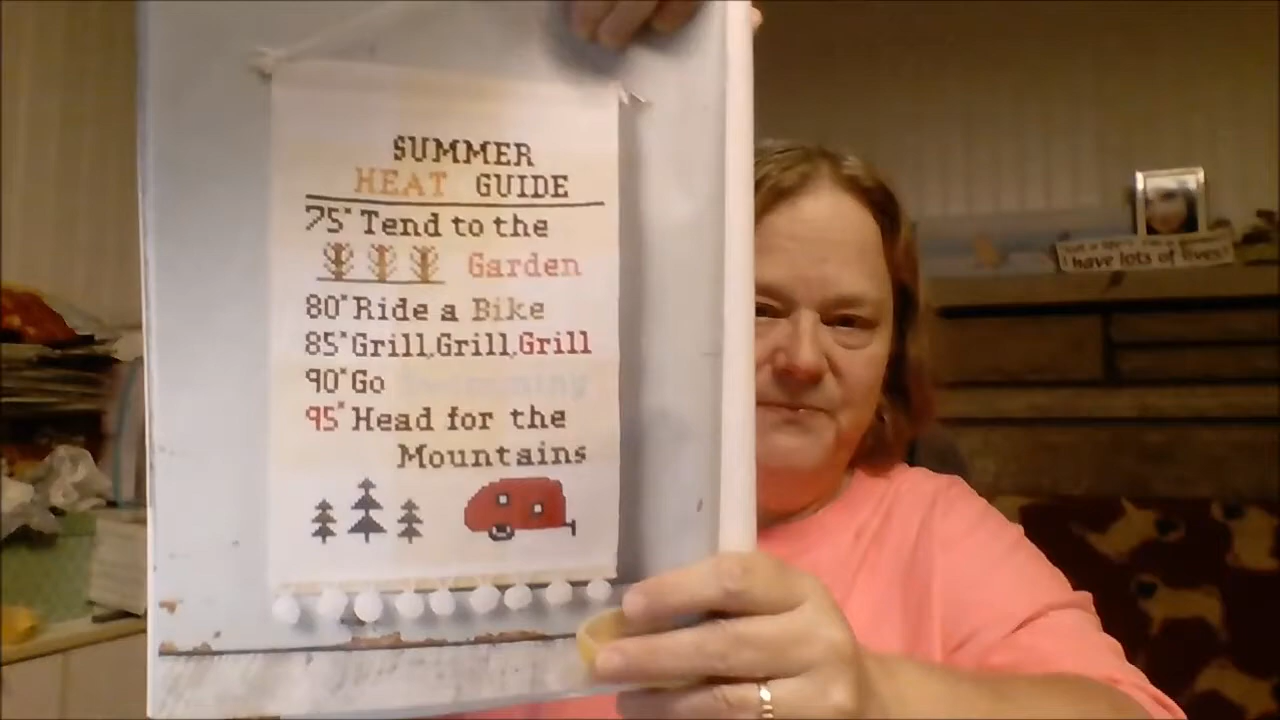 SUMMER
HEAT GUIDE
75° Tend to the
Garden
80° Ride a Bike
85° Grill, Grill, Grill
90° Go Swimming
95° Head for the
Mountains
I have lots of lives!